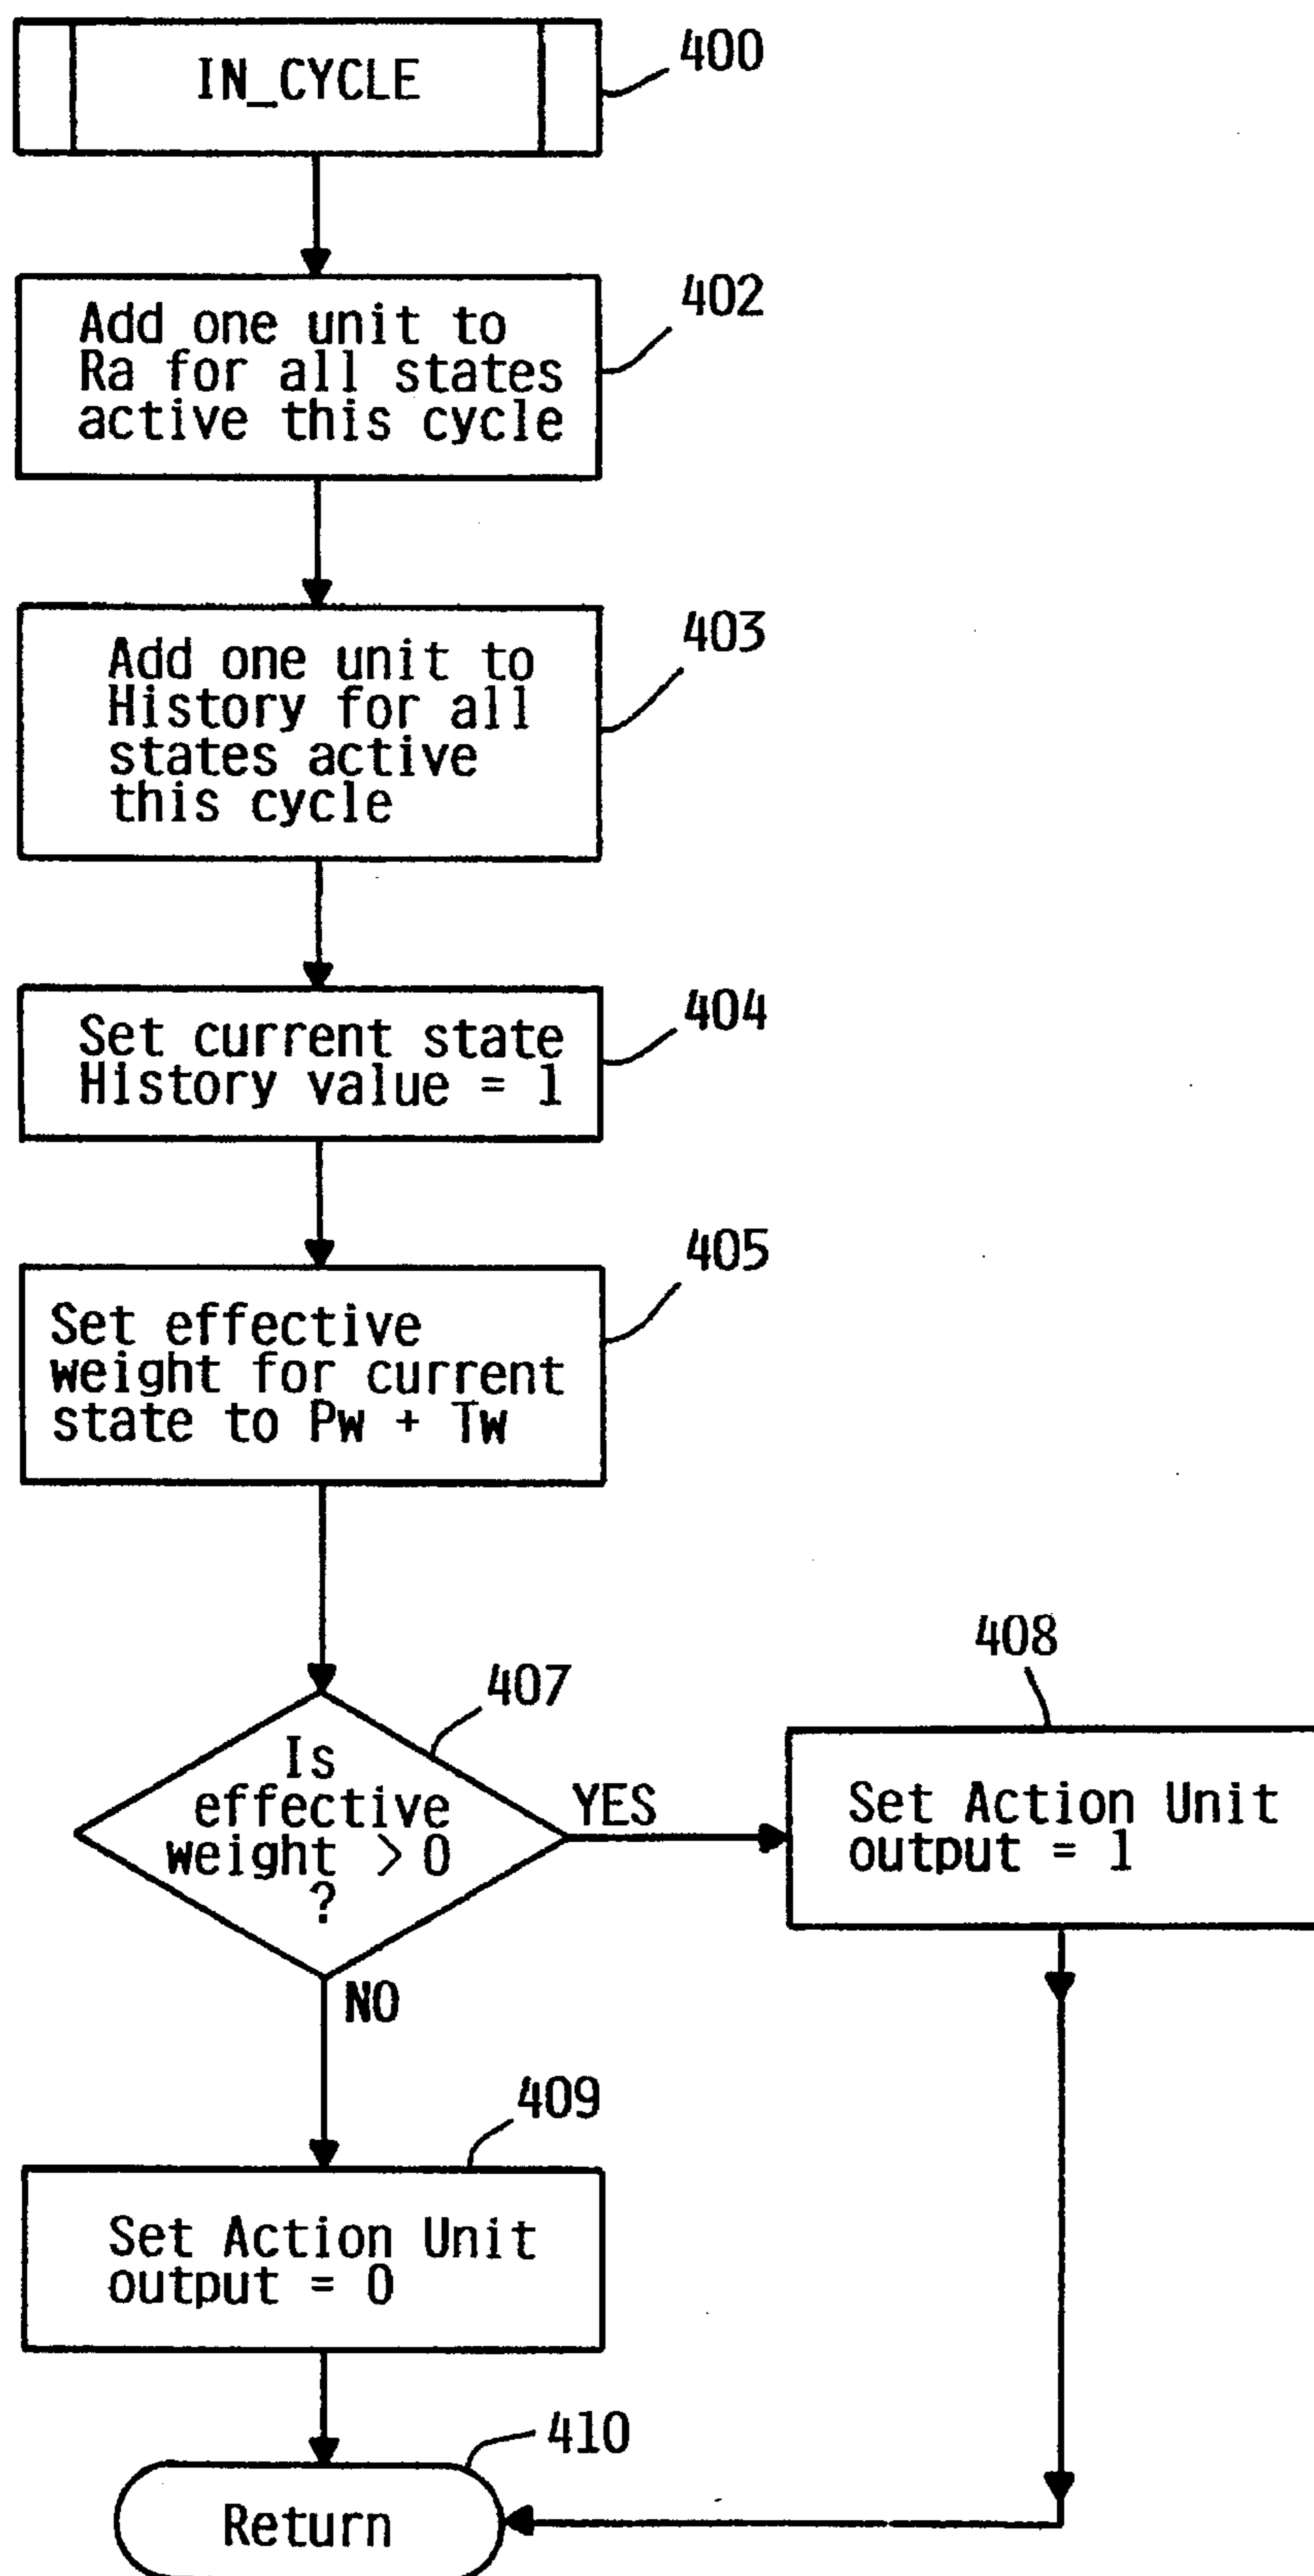 IN_CYCLE
400
Add one unit to
Ra for all states
active this cycle
402
Add one unit to
History for all
states active
this cycle
403
Set current state
History value = 1
404
Set effective
weight for current
state to Pw + Tw
405
Is
effective
weight > 0
?
407
YES
NO
408
Set Action Unit
output = 1
409
Set Action Unit
output = 0
410
Return